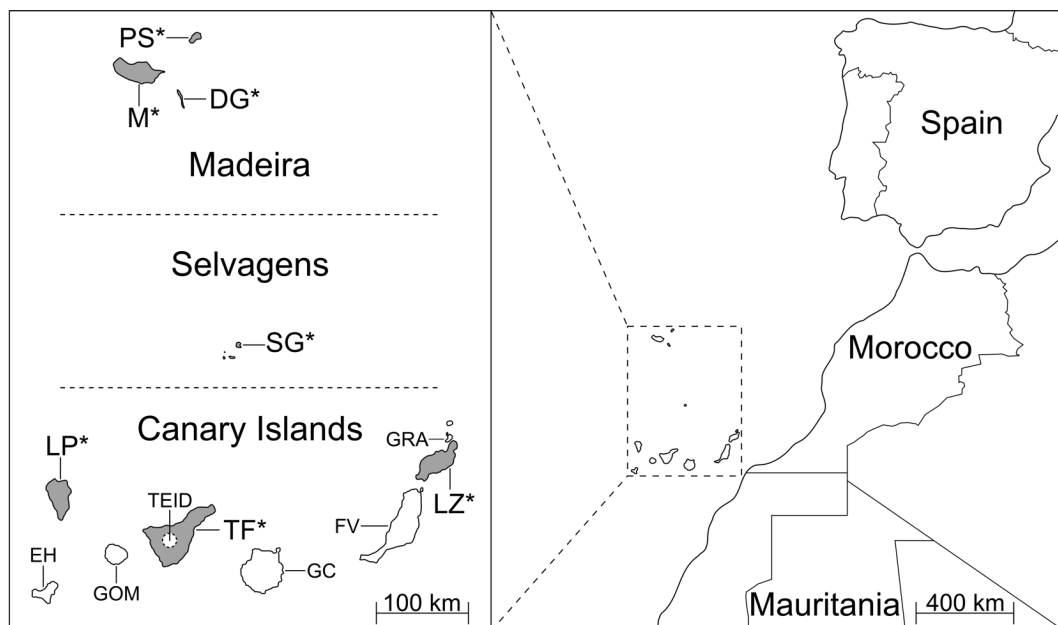 PS*
M*
DG*
Madeira
Selvagens
SG*
Canary Islands
LP*
GRA
TEID
LZ*
TF*
FV
EH
GOM
GC
100 km
Spain
Morocco
Mauritania
400 km